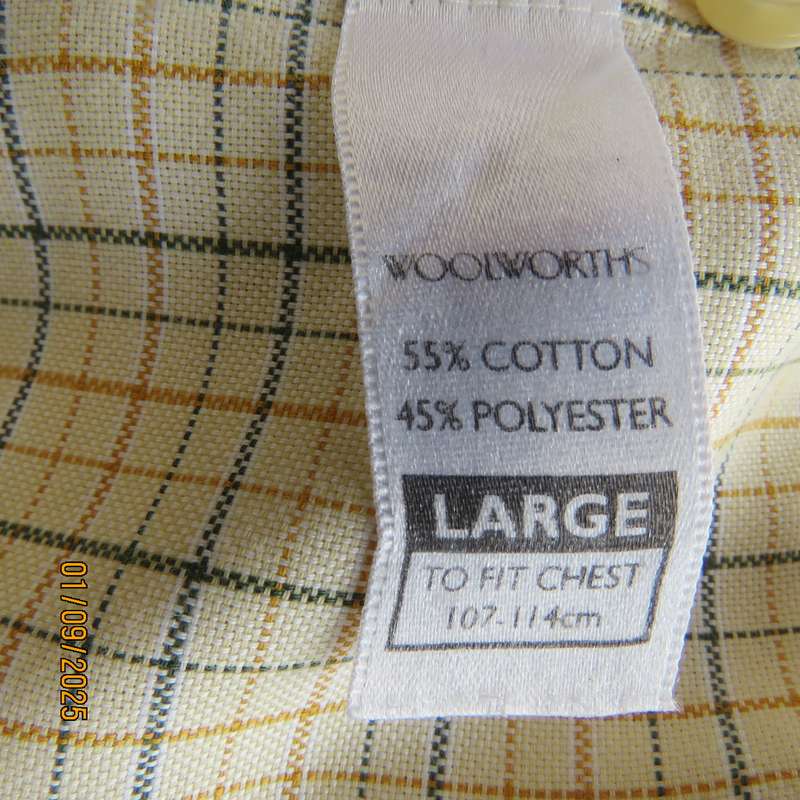 WOOLWORTHS
55% COTTON
45% POLYESTER
LARGE
TO FIT CHEST
107-114cm
01/09/2025